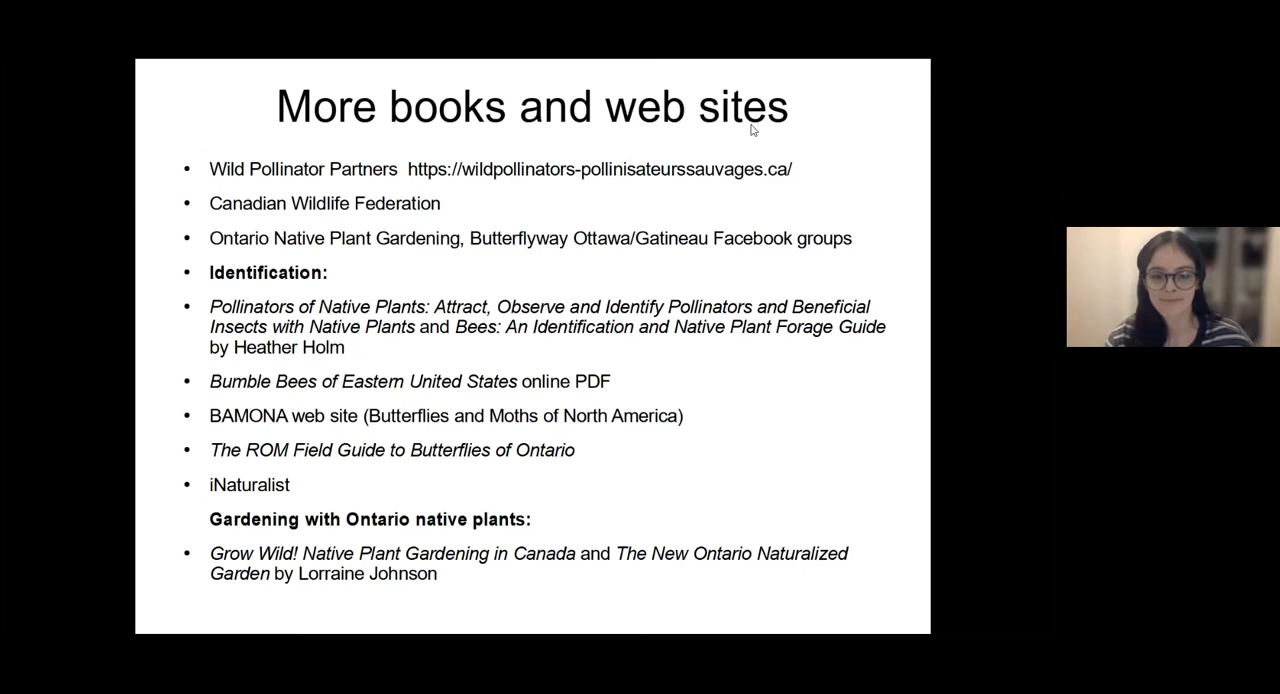 More books and web sites
• Wild Pollinator Partners  https://wildpollinators-pollinisateurssauvages.ca/
• Canadian Wildlife Federation
• Ontario Native Plant Gardening, Butterflyway Ottawa/Gatineau Facebook groups
• Identification:
• Pollinators of Native Plants: Attract, Observe and Identify Pollinators and Beneficial
Insects with Native Plants and Bees: An Identification and Native Plant Forage Guide
by Heather Holm
• Bumble Bees of Eastern United States online PDF
• BAMONA web site (Butterflies and Moths of North America)
• The ROM Field Guide to Butterflies of Ontario
• iNaturalist
Gardening with Ontario native plants:
• Grow Wild! Native Plant Gardening in Canada and The New Ontario Naturalized
Garden by Lorraine Johnson